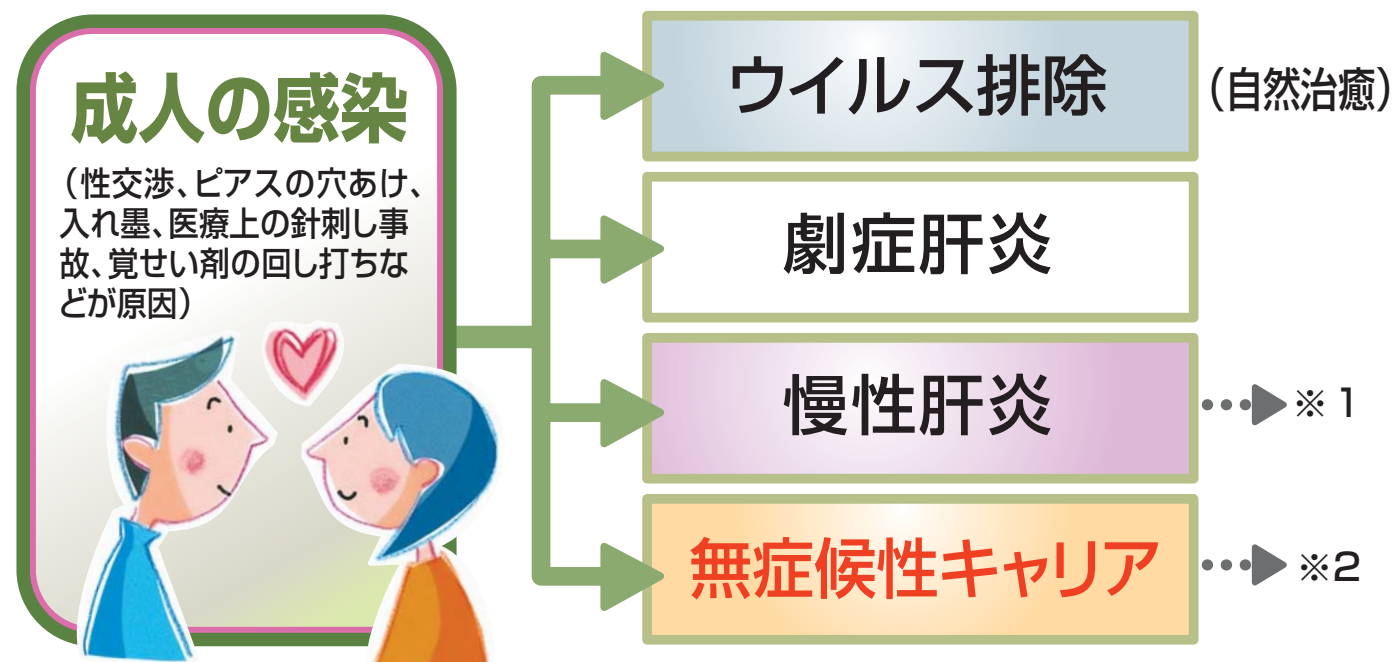 成人の感染
（性交渉、ピアスの穴あけ、
入れ墨、医療上の針刺し事
故、覚せい剤の回し打ちな
どが原因）
ウイルス排除
（自然治癒）
劇症肝炎
慢性肝炎
※1
無症候性キャリア
※2